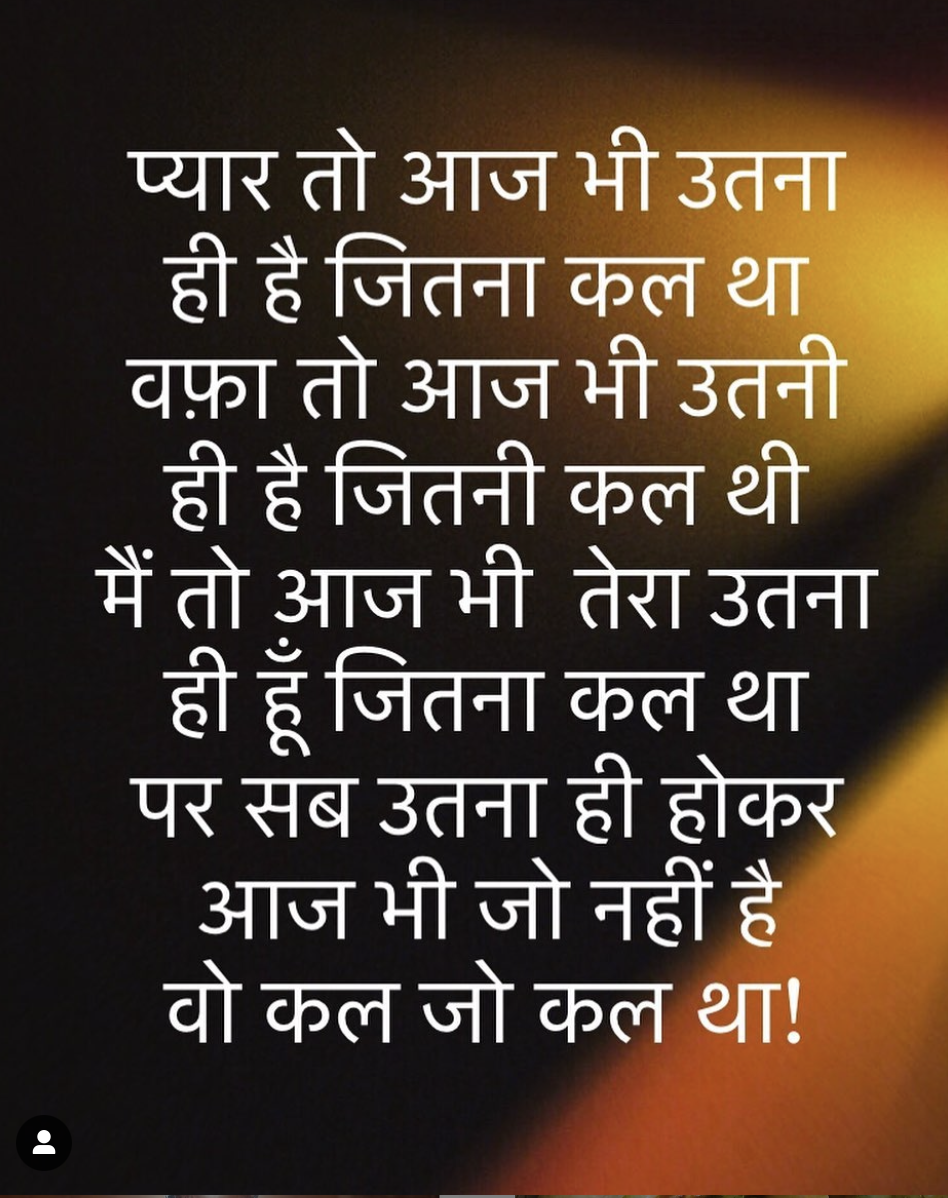 प्यार तो आज भी उतना
ही है जितना कल था
वफ़ा तो आज भी उतनी
ही है जितनी कल थी
मैं तो आज भी तेरा उतना
ही हूँ जितना कल था
पर सब उतना ही होकर
आज भी जो नहीं है
वो कल जो कल था!